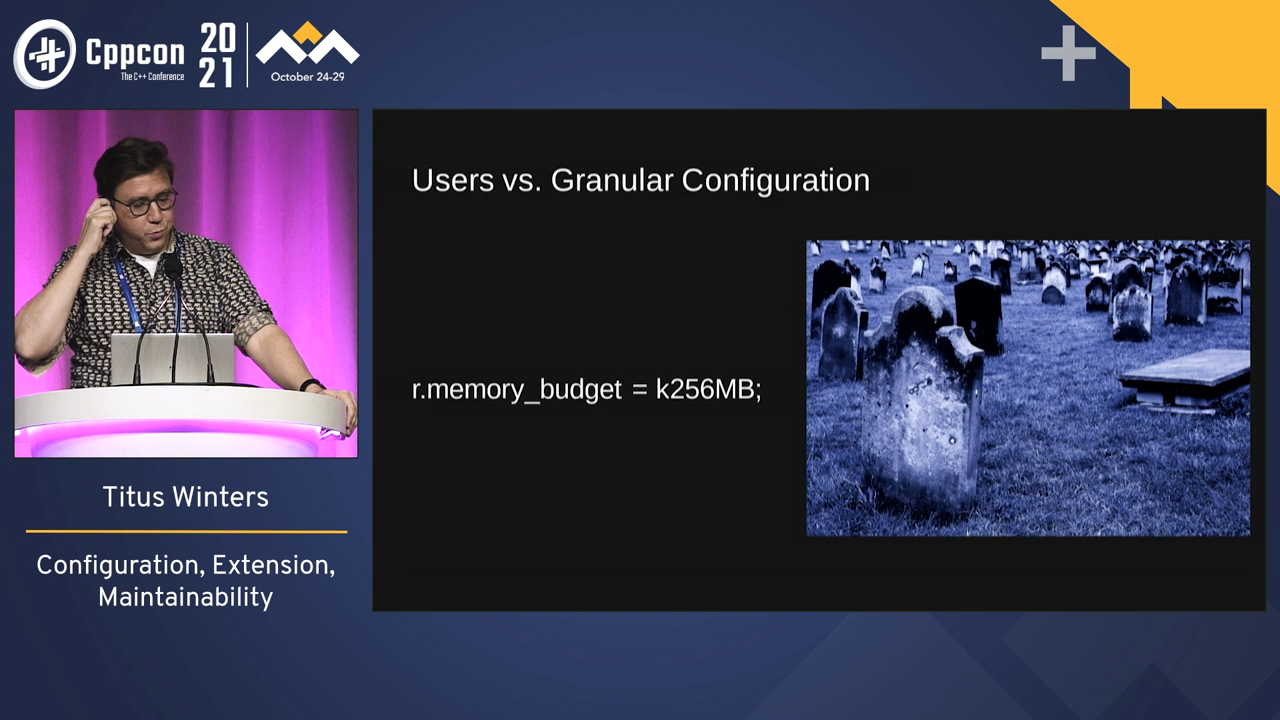 Cppcon
The C++ Conference
20
21
October 24-29
Users vs. Granular Configuration
r.memory_budget = k256MB;
Titus Winters
Configuration, Extension,
Maintainability